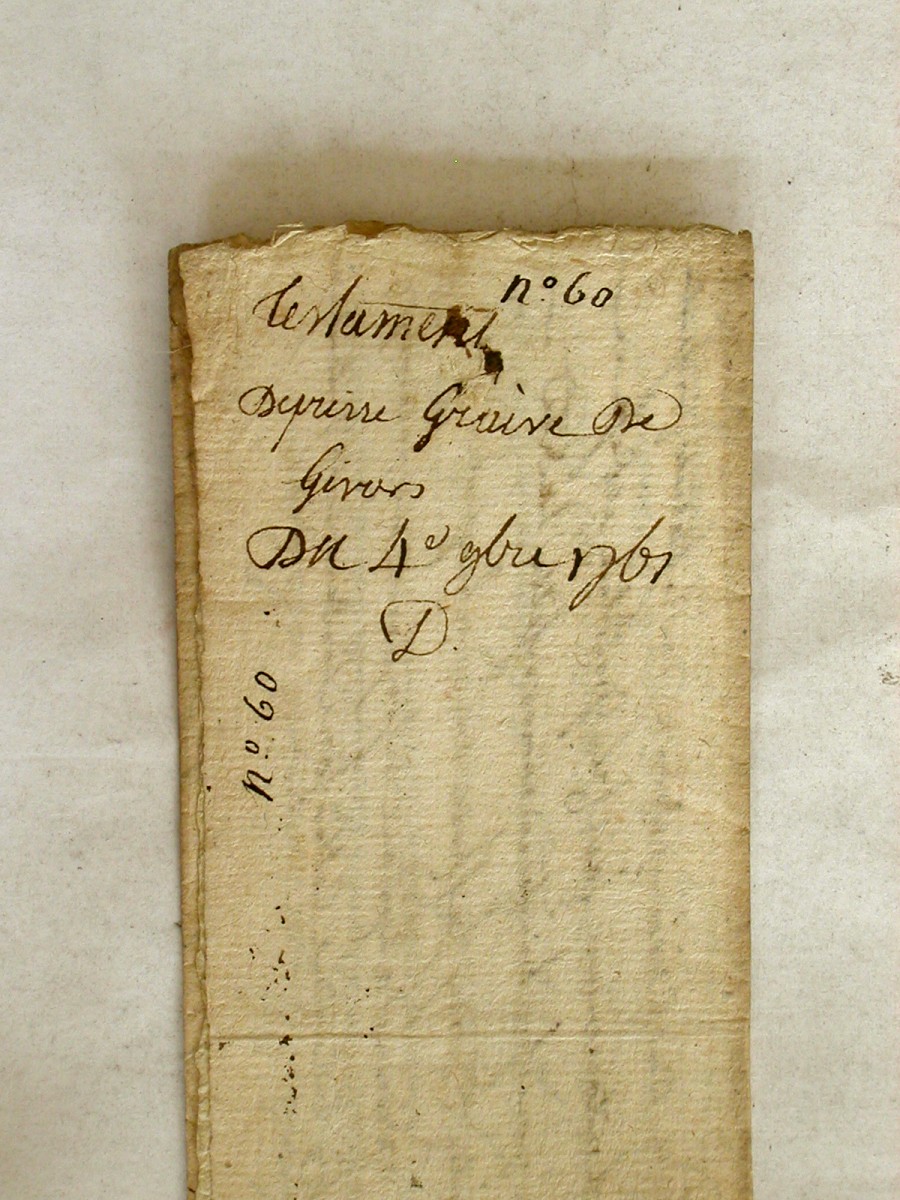 n.º 60
testament
Depierre Graive De
Givors
Du 4e 9bre 1761
D.
n.º 60